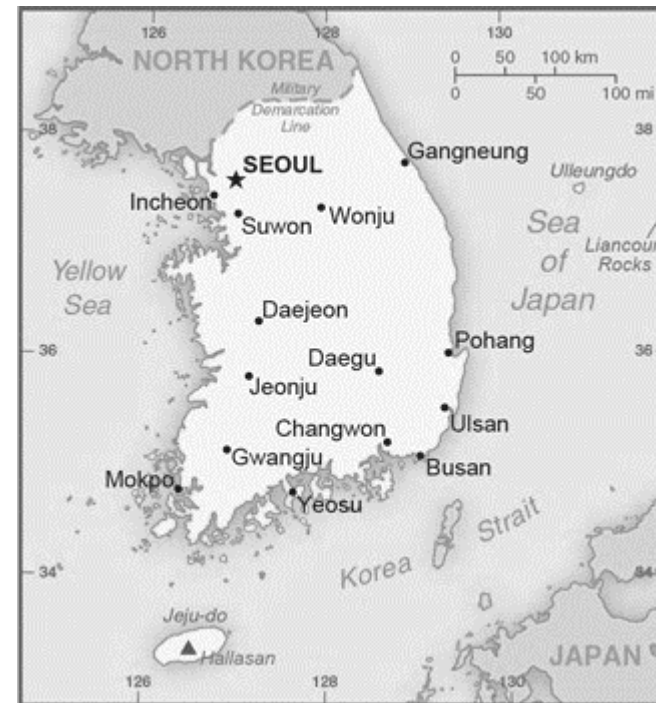 126
128
130
NORTH KOREA
0 50 100 km
0 50 100 mi
Military
Demarcation
Line
38
38
SEOUL
Gangneung
Ulleungdo
Incheon
Suwon
Wonju
Sea
of
Japan
Liancour
Rocks
Yellow
Sea
Daejeon
36
36
Pohang
Daegu
Jeonju
Ulsan
Changwon
Gwangju
Busan
Mokpo
Yeosu
Korea Strait
34
34
Jeju-do
Hallasan
JAPAN
126
128
130